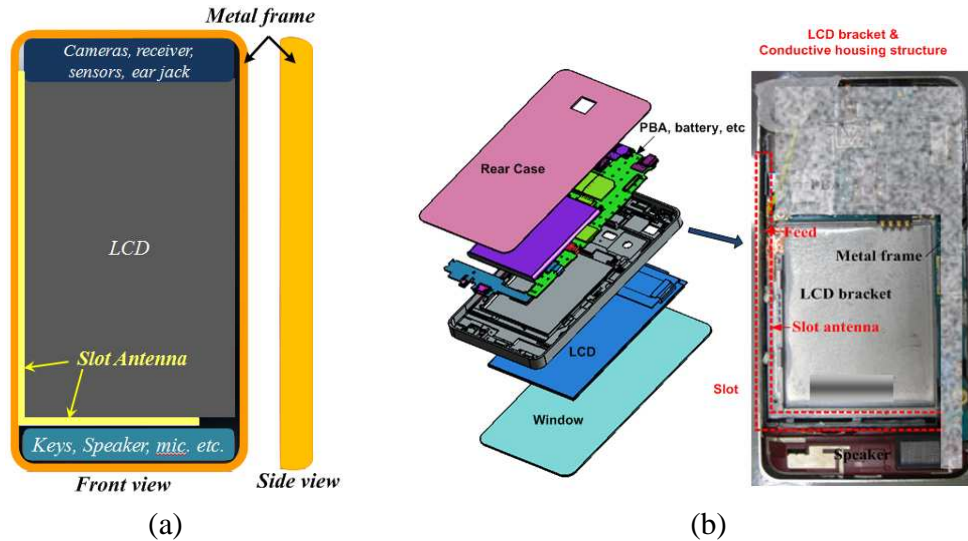 Metal frame
Cameras, receiver,
sensors, ear jack
LCD
Slot Antenna
Keys, Speaker, mic. etc.
Front view
Side view
(a)
LCD bracket &
Conductive housing structure
PBA, battery, etc
Rear Case
LCD
Window
PBA
Feed
Metal frame
LCD bracket
Slot antenna
Slot
Speaker
(b)